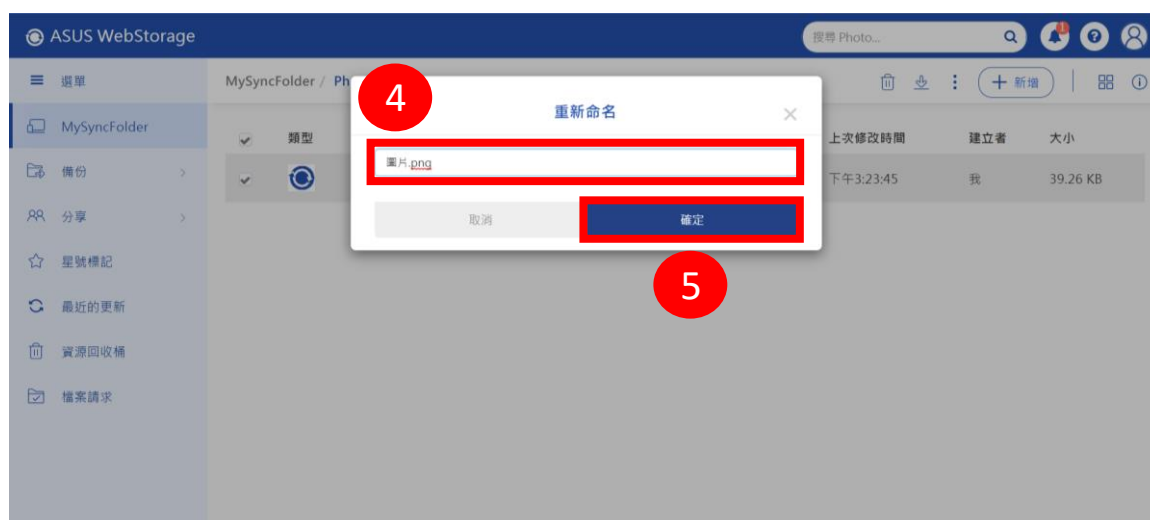 ASUS WebStorage
搜尋 Photo...
選單
MySyncFolder / Ph
新增
4
重新命名
MySyncFolder
類型
上次修改時間 建立者 大小
圖片.png
備份
下午3:23:45 我 39.26 KB
分享
取消 確定
星號標記
5
最近的更新
資源回收桶
檔案請求